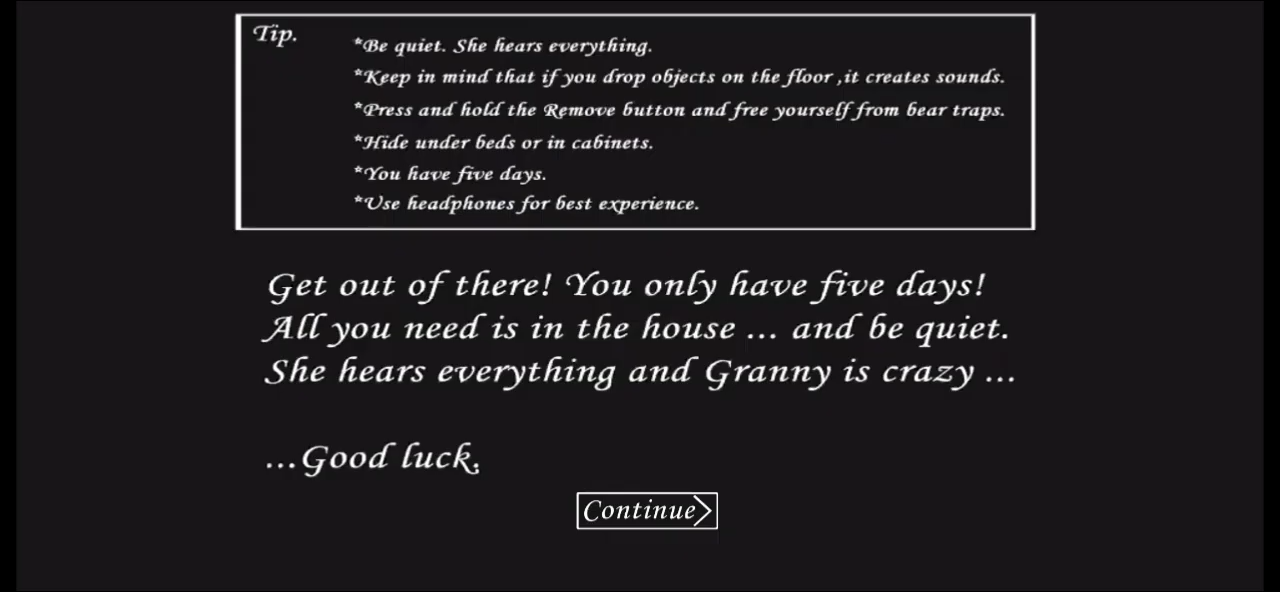 Tip.
*Be quiet. She hears everything.
*Keep in mind that if you drop objects on the floor ,it creates sounds.
*Press and hold the Remove button and free yourself from bear traps.
*Hide under beds or in cabinets.
*You have five days.
*Use headphones for best experience.
Get out of there! You only have five days!
All you need is in the house ... and be quiet.
She hears everything and Granny is crazy ...
...Good luck.
Continue>